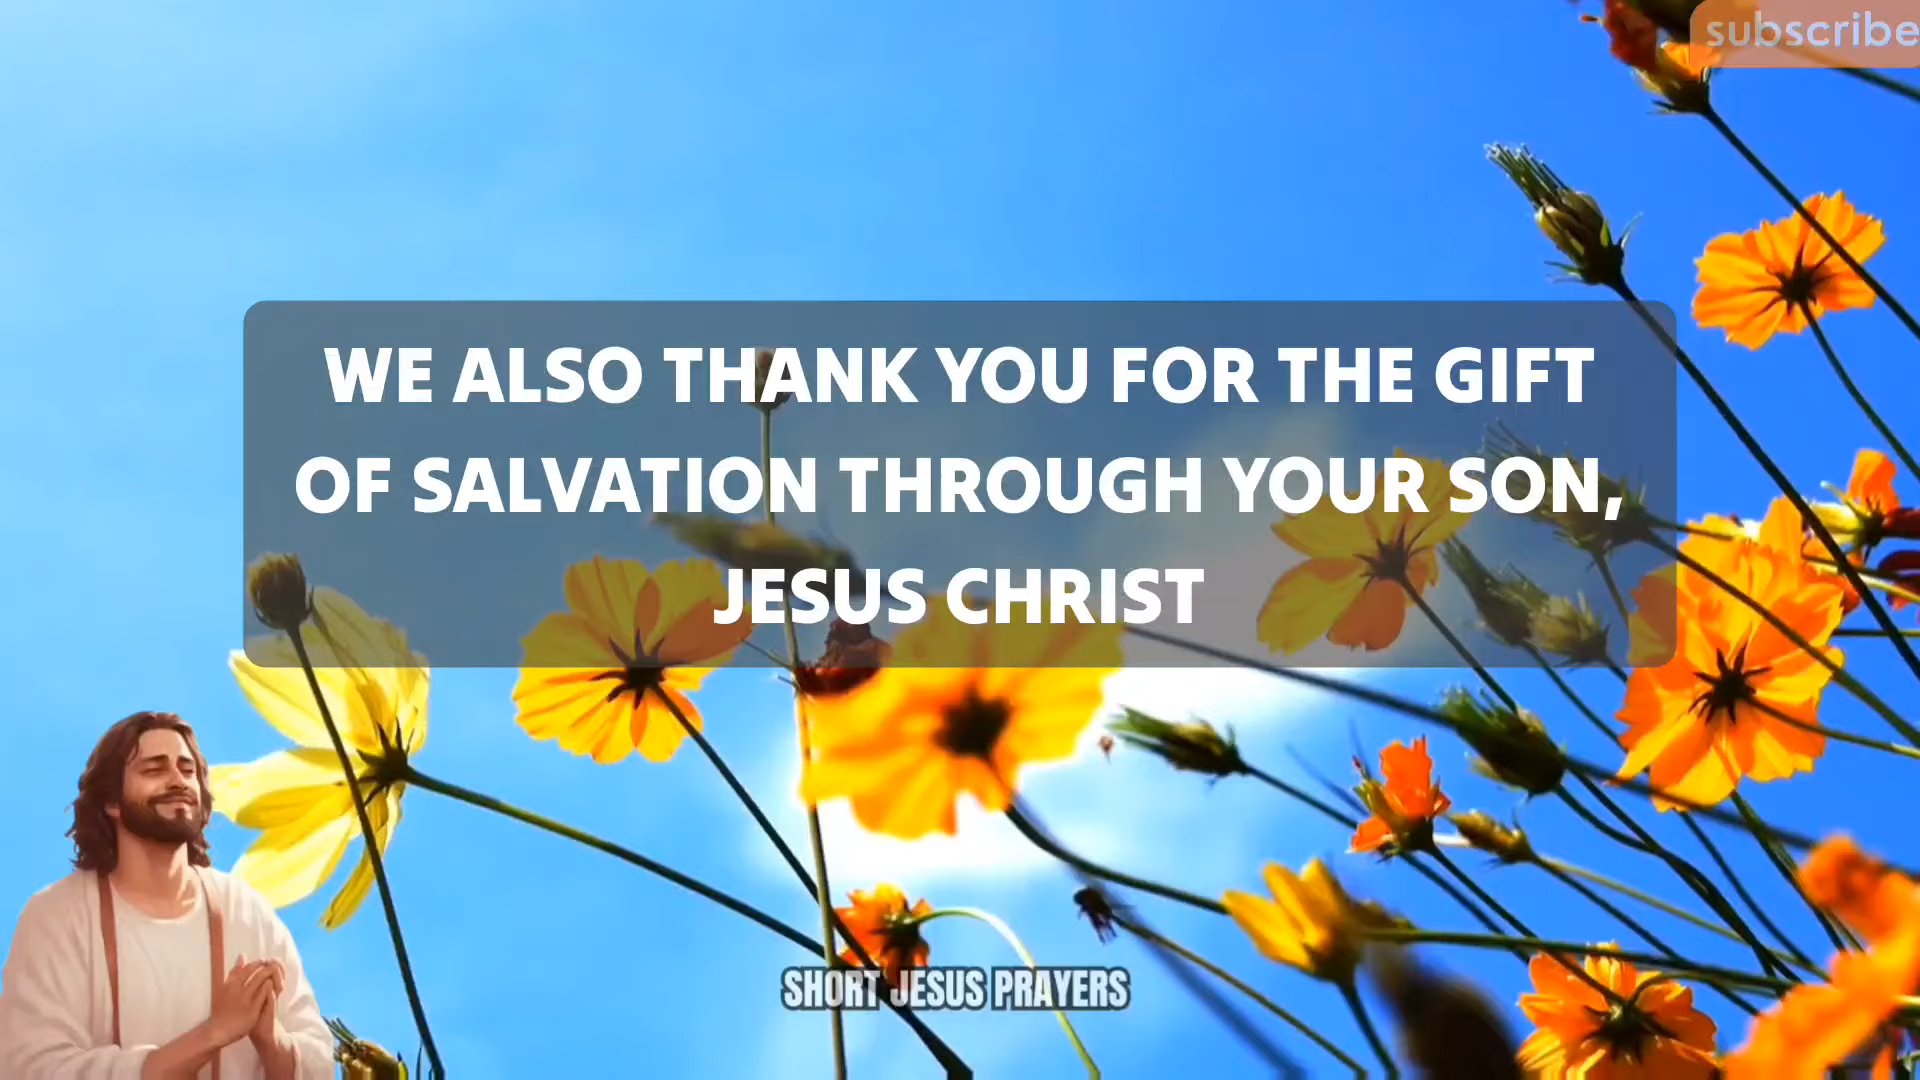 subscribe
WE ALSO THANK YOU FOR THE GIFT
OF SALVATION THROUGH YOUR SON,
JESUS CHRIST
SHORT JESUS PRAYERS